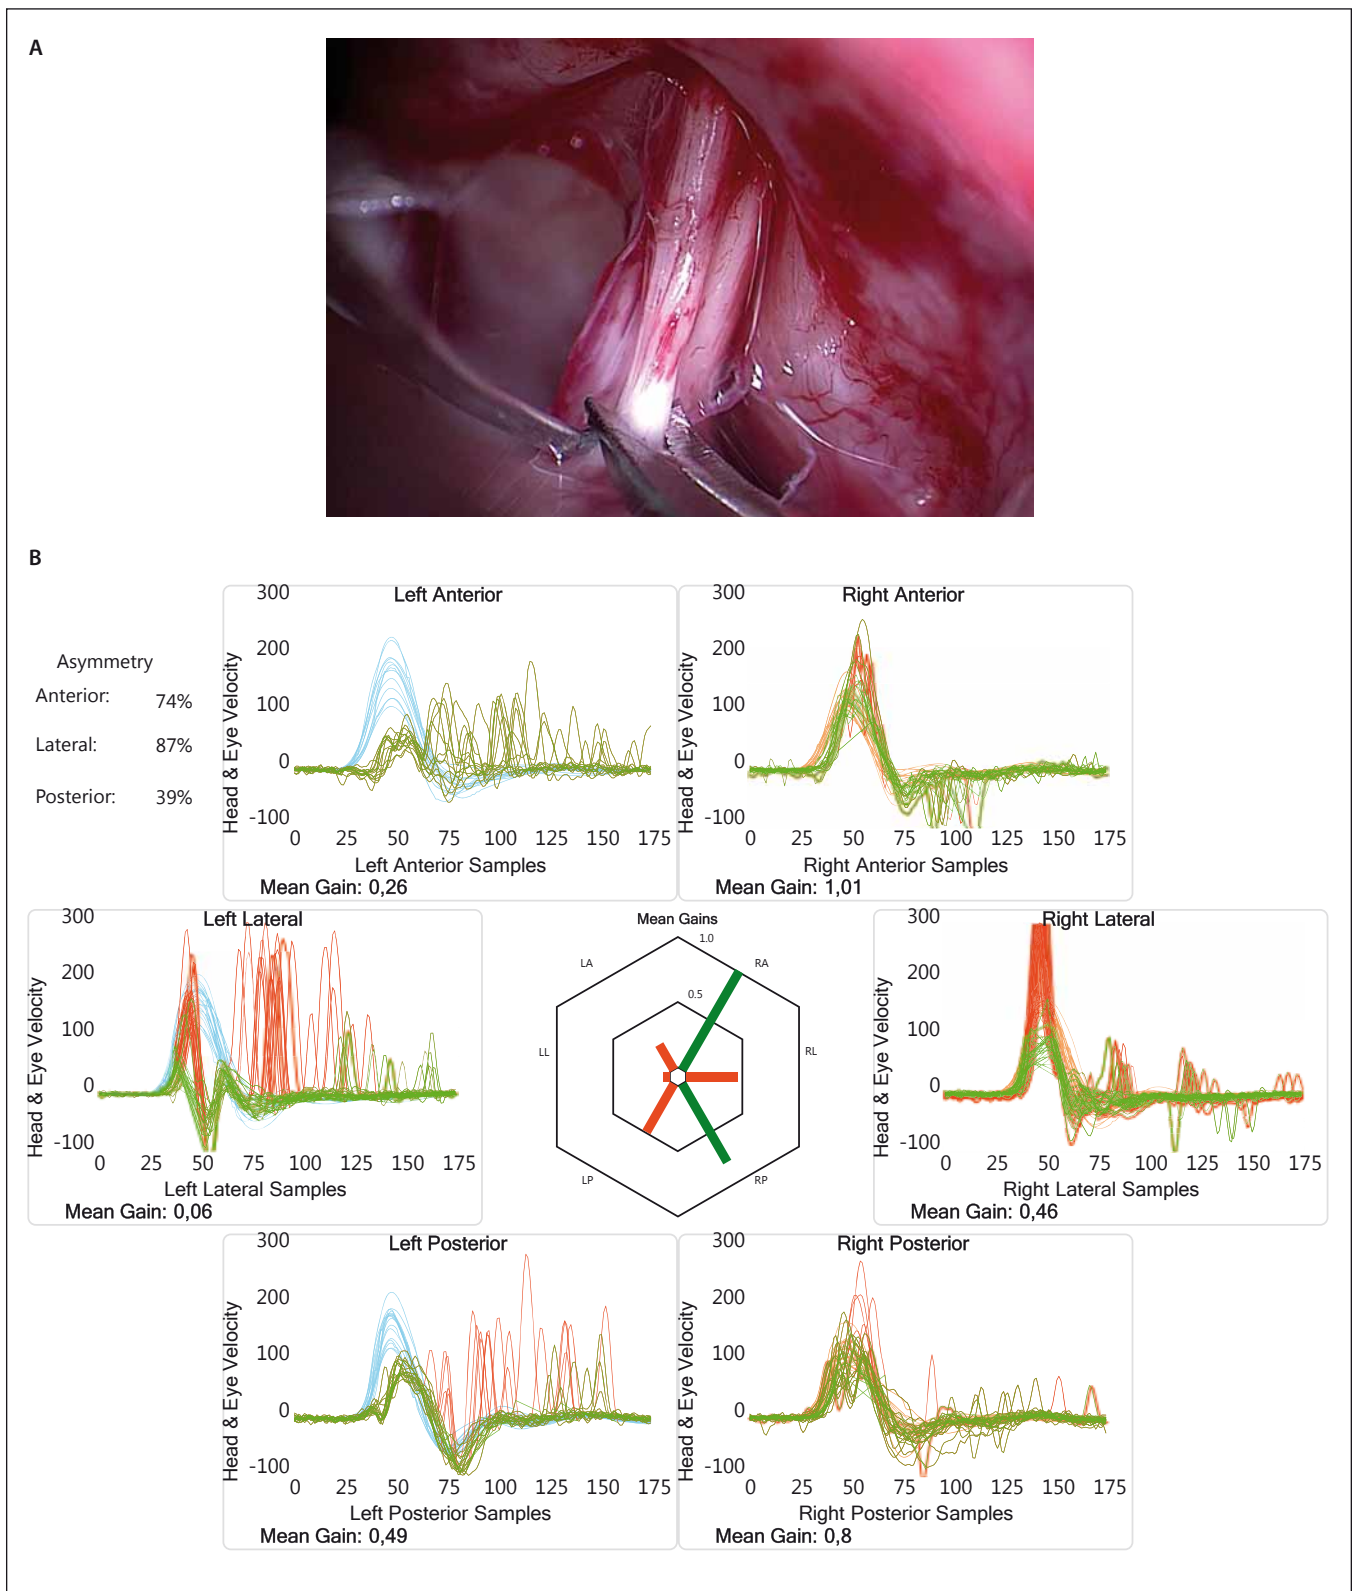 A
B
Asymmetry
Anterior: 74%
Lateral: 87%
Posterior: 39%
Left Anterior
Head & Eye Velocity
300
200
100
0
-100
0 25 50 75 100 125 150 175
Left Anterior Samples
Mean Gain: 0,26
Right Anterior
Head & Eye Velocity
300
200
100
0
-100
0 25 50 75 100 125 150 175
Right Anterior Samples
Mean Gain: 1,01
Left Lateral
Head & Eye Velocity
300
200
100
0
-100
0 25 50 75 100 125 150 175
Left Lateral Samples
Mean Gain: 0,06
Mean Gains
1.0
0.5
LA
RA
LL
RL
LP
RP
Right Lateral
Head & Eye Velocity
300
200
100
0
-100
0 25 50 75 100 125 150 175
Right Lateral Samples
Mean Gain: 0,46
Left Posterior
Head & Eye Velocity
300
200
100
0
-100
0 25 50 75 100 125 150 175
Left Posterior Samples
Mean Gain: 0,49
Right Posterior
Head & Eye Velocity
300
200
100
0
-100
0 25 50 75 100 125 150 175
Right Posterior Samples
Mean Gain: 0,8